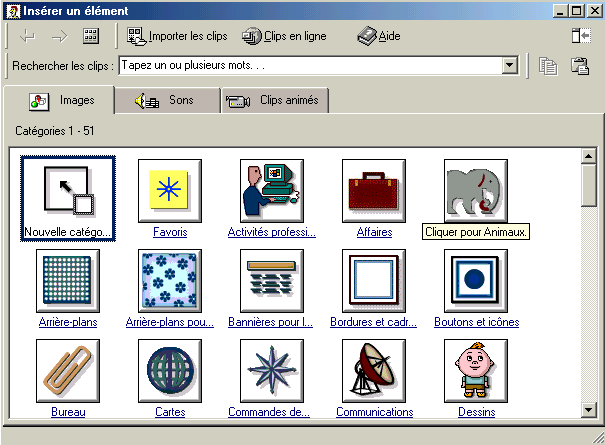 Insérer un élément
Importer les clips
Clips en ligne
Aide
Rechercher les clips :
Tapez un ou plusieurs mots. . .
Images
Sons
Clips animés
Catégories 1 - 51
Nouvelle catégo...
Favoris
Activités professi...
Affaires
Cliquer pour Animaux.
Arrière-plans
Arrière-plans pou...
Bannières pour l...
Bordures et cadr...
Boutons et icônes
Bureau
Cartes
Commandes de...
Communications
Dessins